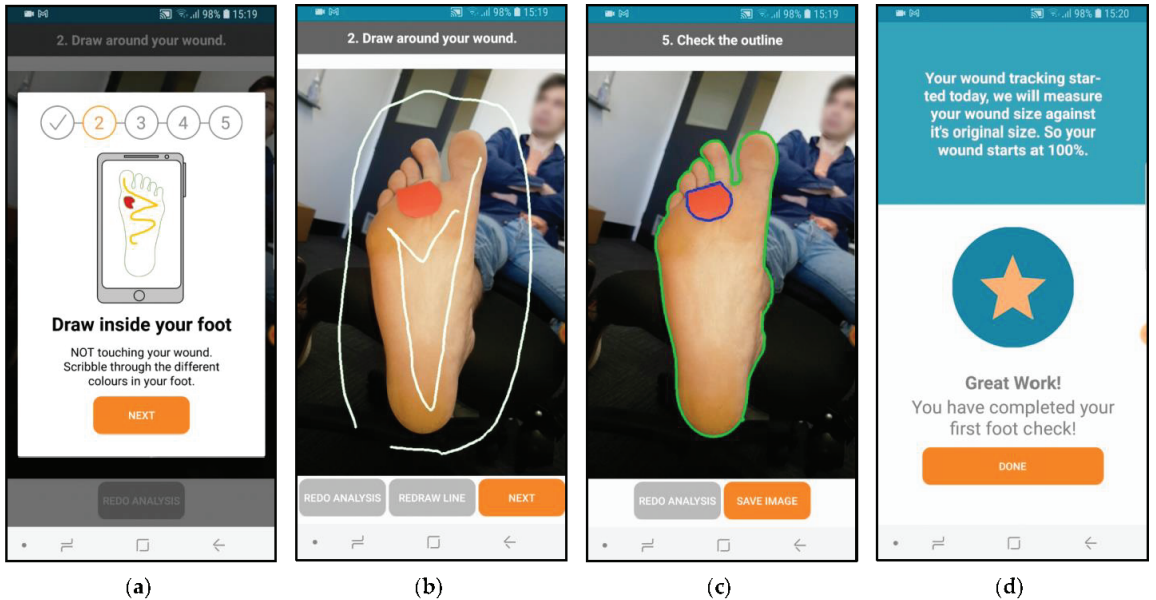 98% 15:19
2. Draw around your wound.
2 3 4 5
Draw inside your foot
NOT touching your wound.
Scribble through the different
colours in your foot.
NEXT
REDO ANALYSIS
(a)
98% 15:19
2. Draw around your wound.
REDO ANALYSIS REDRAW LINE NEXT
(b)
98% 15:19
5. Check the outline
REDO ANALYSIS SAVE IMAGE
(c)
98% 15:20
Your wound tracking star-
ted today, we will measure
your wound size against
it's original size. So your
wound starts at 100%.
Great Work!
You have completed your
first foot check!
DONE
(d)